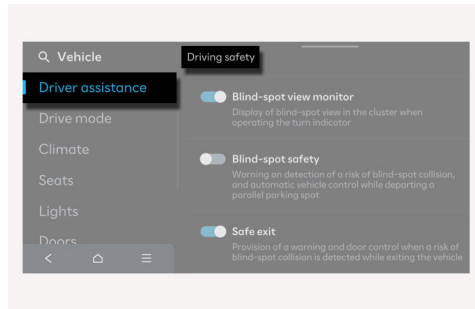 Vehicle
Driving safety
Driver assistance
Drive mode
Climate
Seats
Lights
Doors
Blind-spot view monitor
Display of blind-spot view in the cluster when
operating the turn indicator
Blind-spot safety
Warning on detection of a risk of blind-spot collision,
and automatic vehicle control while departing a
parallel parking spot
Safe exit
Provision of a warning and door control when a risk of
blind-spot collision is detected while exiting the vehicle